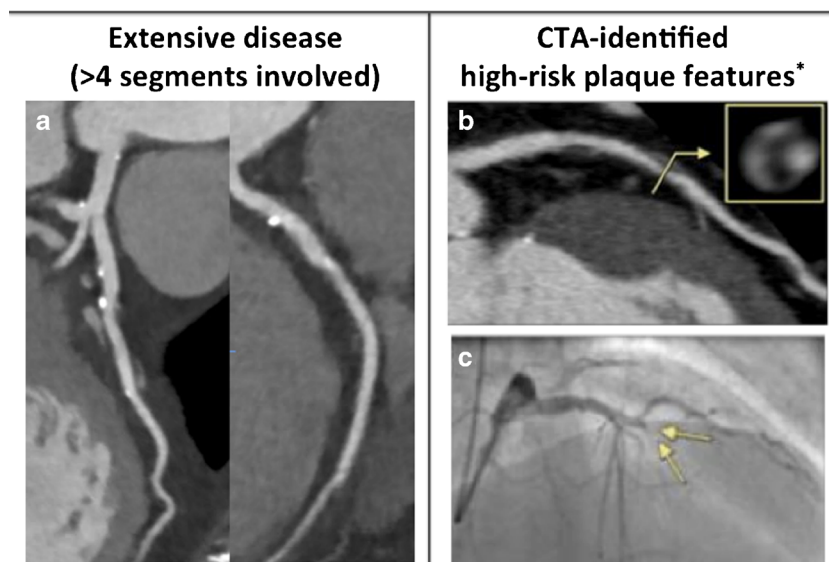 Extensive disease
(>4 segments involved)
CTA-identified
high-risk plaque features*
a
b
c